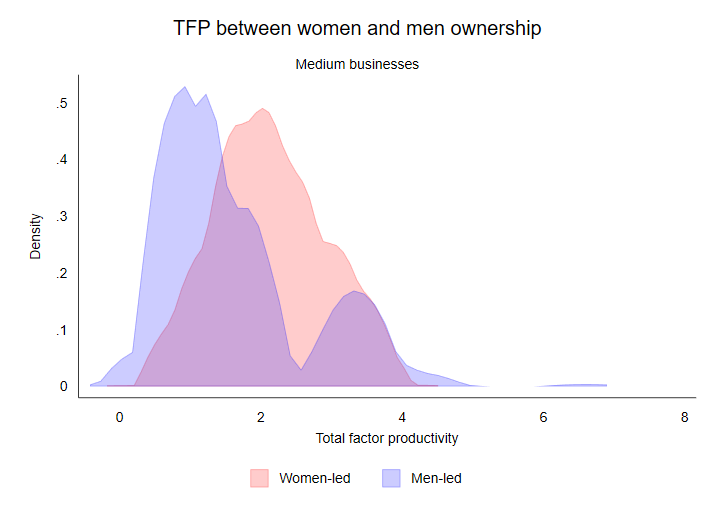 TFP between women and men ownership
Medium businesses
Density
.5
.4
.3
.2
.1
0
0 2 4 6 8
Total factor productivity
Women-led Men-led